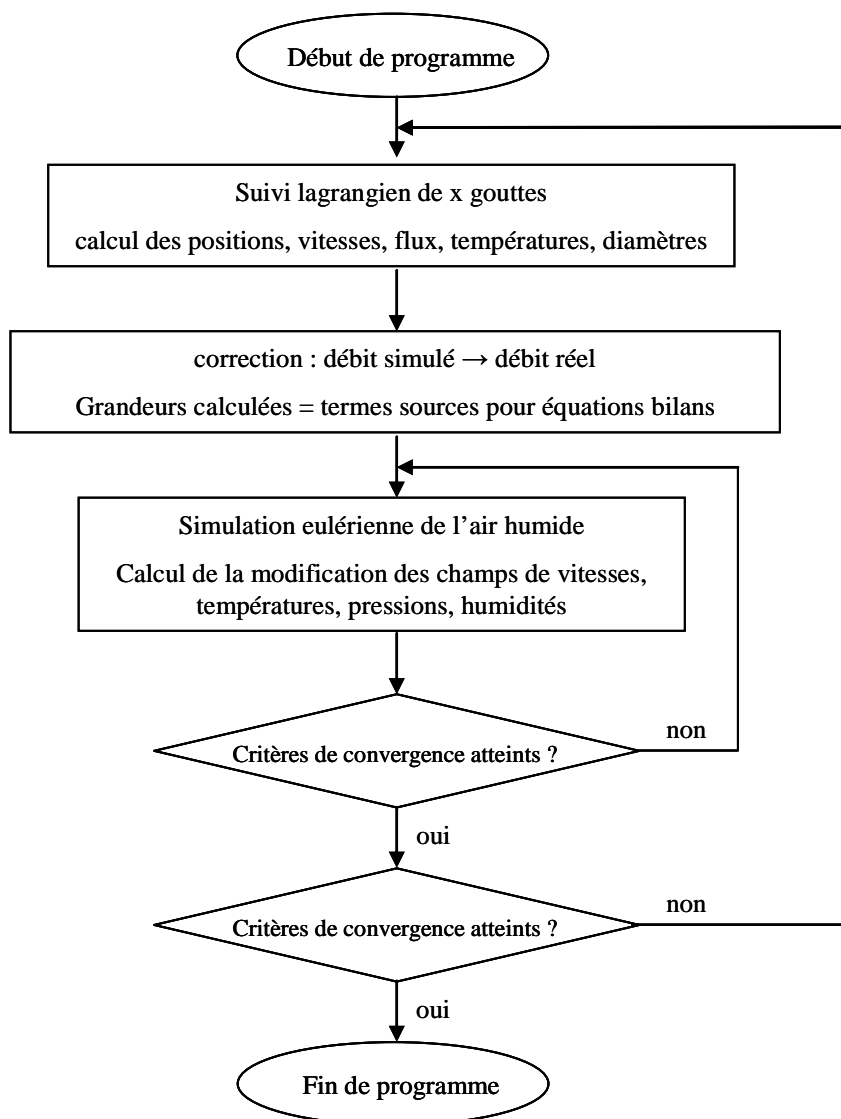 Début de programme
Suivi lagrangien de x gouttes
calcul des positions, vitesses, flux, températures, diamètres
correction : débit simulé → débit réel
Grandeurs calculées = termes sources pour équations bilans
Simulation eulérienne de l’air humide
Calcul de la modification des champs de vitesses,
températures, pressions, humidités
Critères de convergence atteints ?
non
oui
Critères de convergence atteints ?
non
oui
Fin de programme